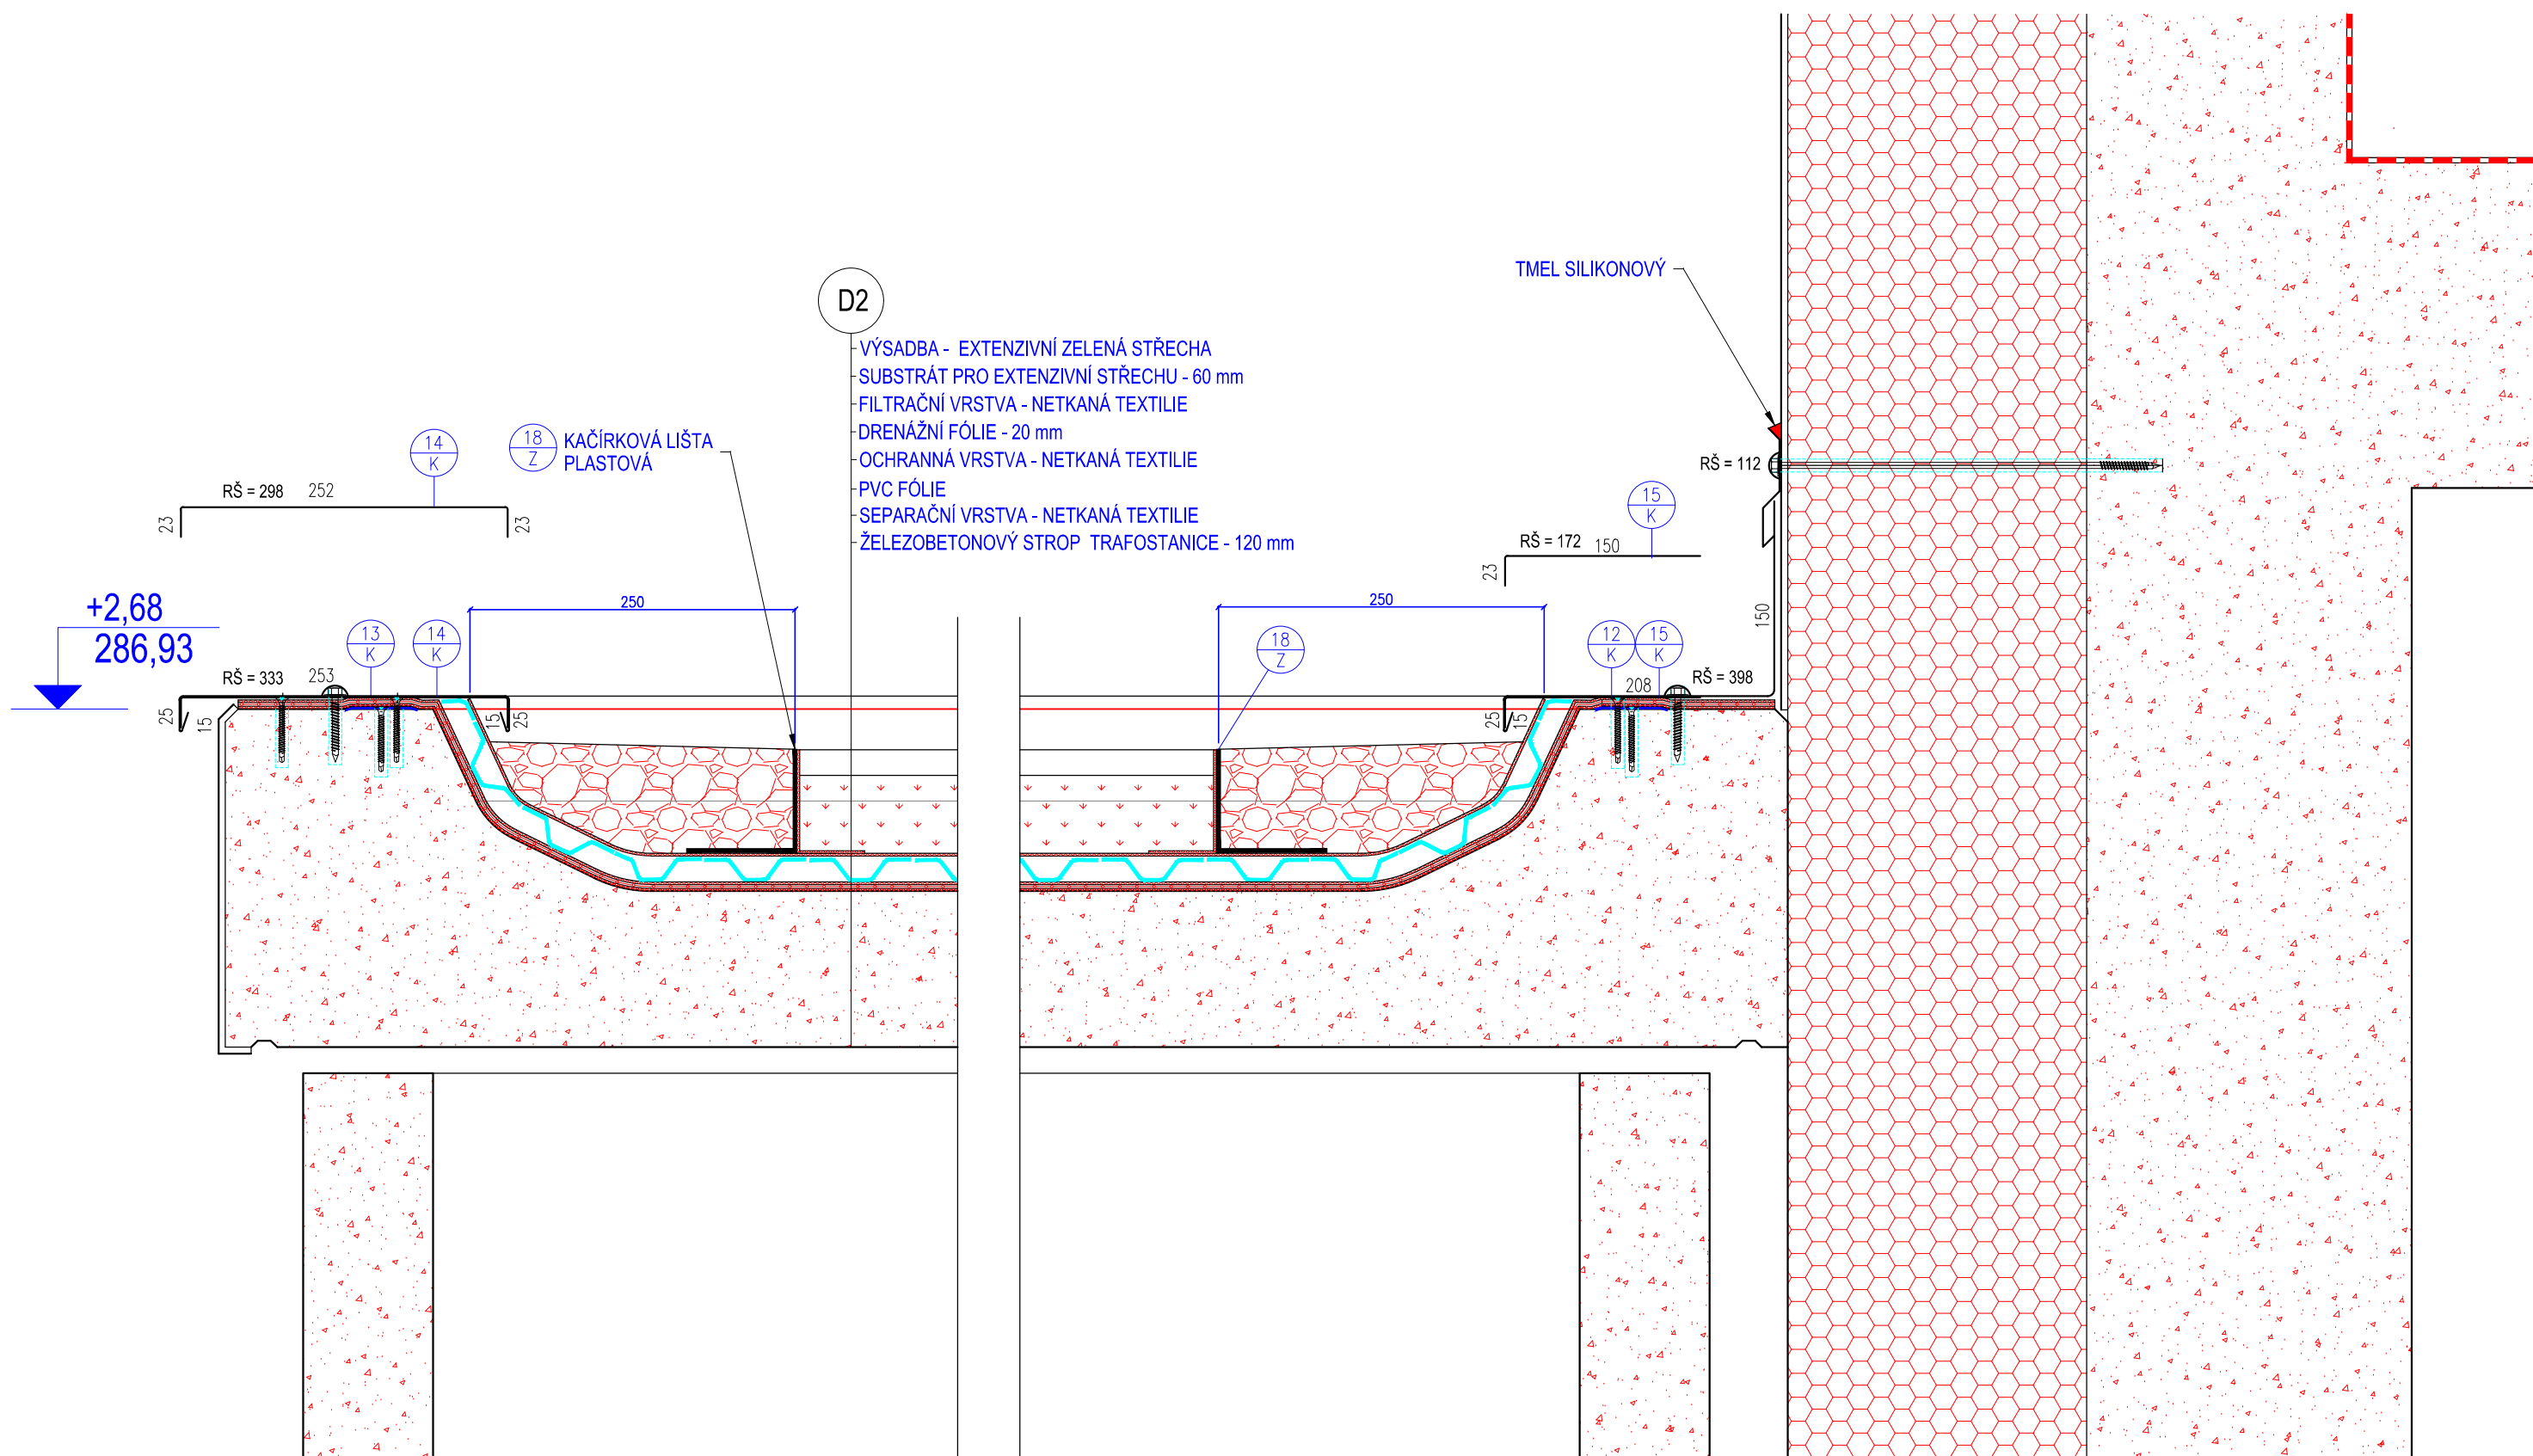 TMEL SILIKONOVÝ
D2
VÝSADBA - EXTENZIVNÍ ZELENÁ STŘECHA
SUBSTRÁT PRO EXTENZIVNÍ STŘECHU - 60 mm
FILTRAČNÍ VRSTVA - NETKANÁ TEXTILIE
DRENÁŽNÍ FÓLIE - 20 mm
OCHRANNÁ VRSTVA - NETKANÁ TEXTILIE
PVC FÓLIE
SEPARAČNÍ VRSTVA - NETKANÁ TEXTILIE
ŽELEZOBETONOVÝ STROP TRAFOSTANICE - 120 mm
14
K
18
Z
KAČÍRKOVÁ LIŠTA
PLASTOVÁ
RŠ = 112
RŠ = 298 252
23
23
15
K
RŠ = 172 150
23
150
+2,68
286,93
250
250
13
K
14
K
18
Z
12
K
15
K
RŠ = 333 253
25
15
15
25
208
RŠ = 398
25
15